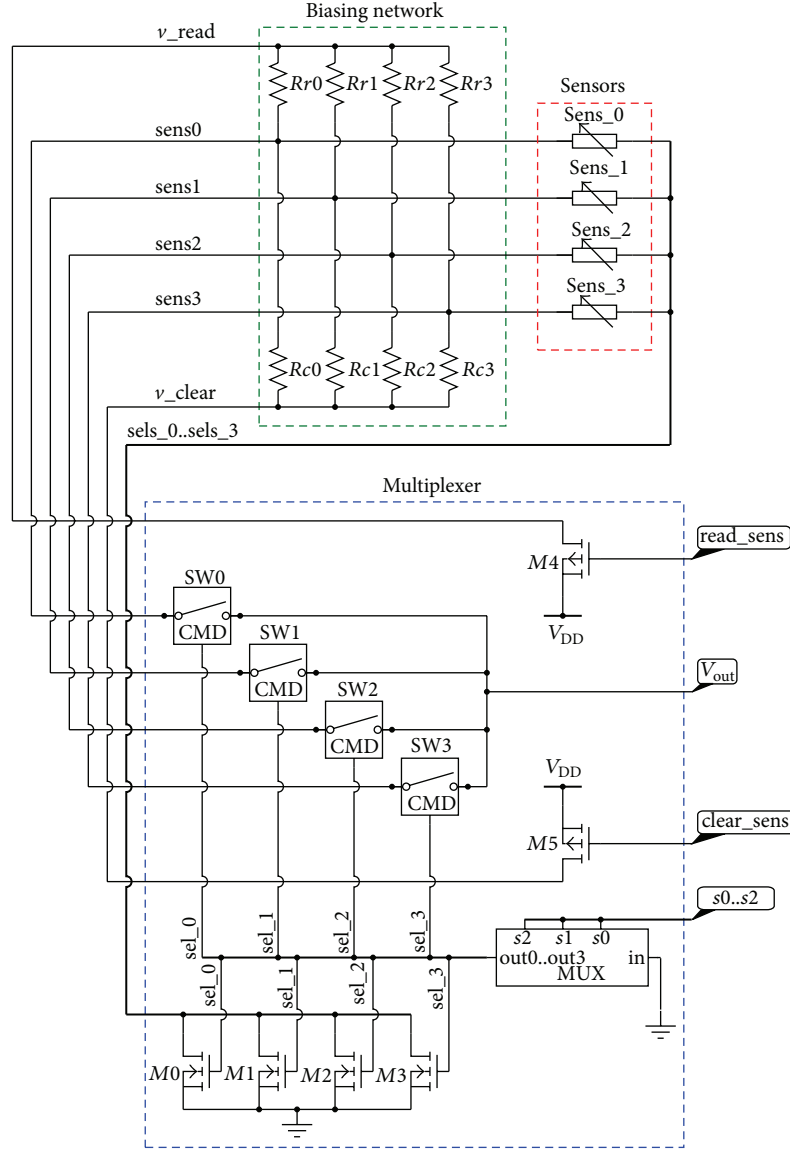 Biasing network
v_read
Rr0 Rr1 Rr2 Rr3
Sensors
Sens_0
sens0
Sens_1
sens1
Sens_2
sens2
Sens_3
sens3
Rc0 Rc1 Rc2 Rc3
v_clear
sels_0..sels_3
Multiplexer
read_sens
M4
SW0
CMD
VDD
SW1
CMD
Vout
SW2
CMD
SW3
CMD
VDD
clear_sens
M5
s0..s2
sel_0 sel_1 sel_2 sel_3
s2 s1 s0
out0..out3 in
MUX
sel_0 sel_1 sel_2 sel_3
M0 M1 M2 M3